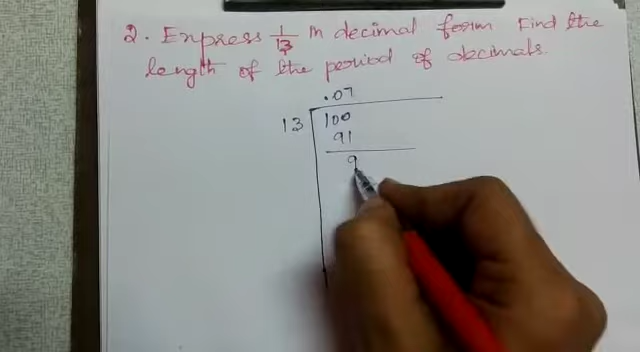 2. Express 1/13 in decimal form Find the
length of the period of decimals.
.07
13 100
91
9